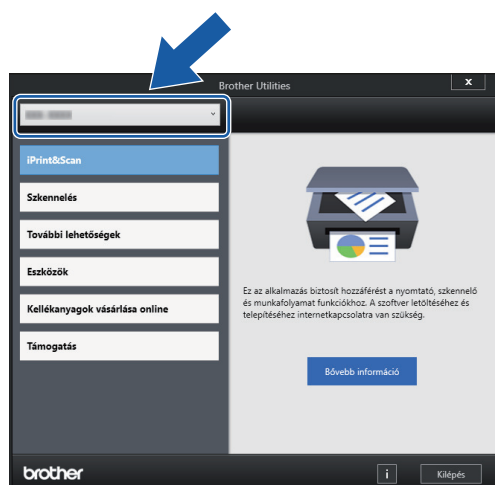 Brother Utilities
x
iPrint&Scan
Szkennelés
További lehetőségek
Eszközök
Kellékanyagok vásárlása online
Támogatás
Ez az alkalmazás biztosít hozzáférést a nyomtató, szkennelő
és munkafolyamat funkciókhoz. A szoftver letöltéséhez és
telepítéséhez internetkapcsolatra van szükség.
Bővebb információ
brother
i
Kilépés